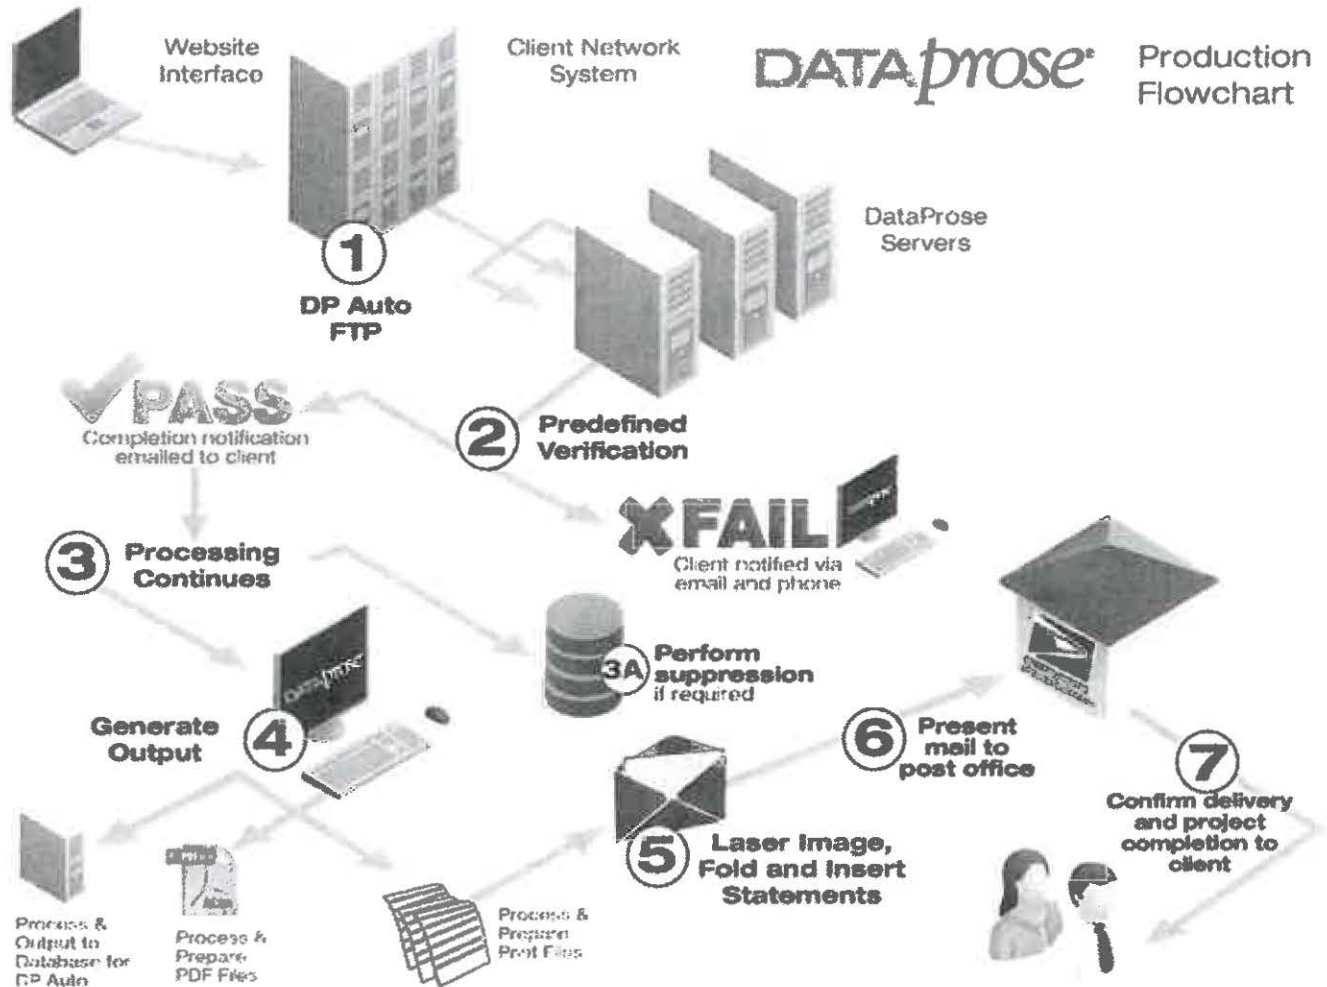 Website
Interface
Client Network
System
DATAprose
Production
Flowchart
DataProse
Servers
1
DP Auto
FTP
PASS
Completion notification
emailed to client
2
Predefined
Verification
FAIL
Client notified via
email and phone
3
Processing
Continues
DATAprose
3A
Perform
suppression
if required
4
Generate
Output
5
Laser Image,
Fold and Insert
Statements
6
Present
mail to
post office
7
Confirm delivery
and project
completion to
client
Process &
Output to
Database for
DP Auto
Process &
Prepare
PDF Files
Process &
Prepare
Print Files